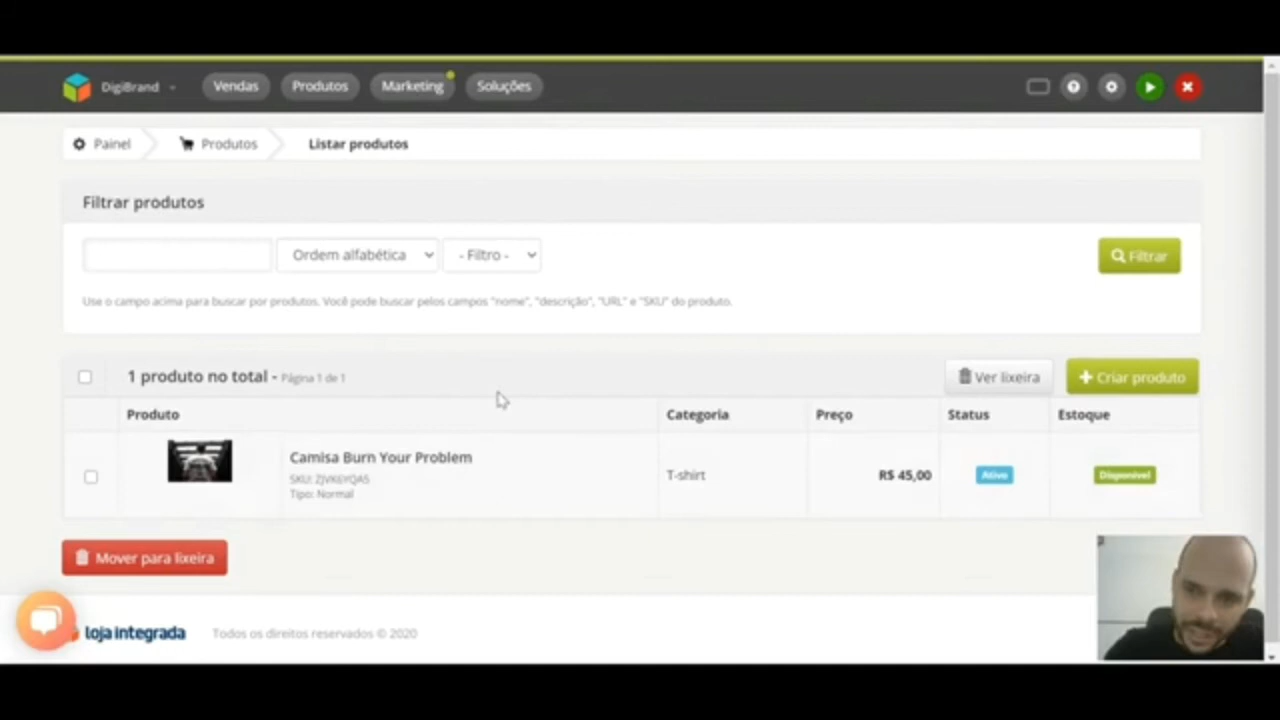 DigiBrand
Vendas
Produtos
Marketing
Soluções
Painel
Produtos
Listar produtos
Filtrar produtos
Ordem alfabética
- Filtro -
Filtrar
Use o campo acima para buscar por produtos. Você pode buscar pelos campos "nome", "descrição", "URL" e "SKU" do produto.
1 produto no total - Página 1 de 1
Ver lixeira
Criar produto
Produto
Categoria
Preço
Status
Estoque
Camisa Burn Your Problem
SKU: ZJVK6YQA5
Tipo: Normal
T-shirt
R$ 45,00
Ativo
Disponível
Mover para lixeira
loja integrada
Todos os direitos reservados © 2020